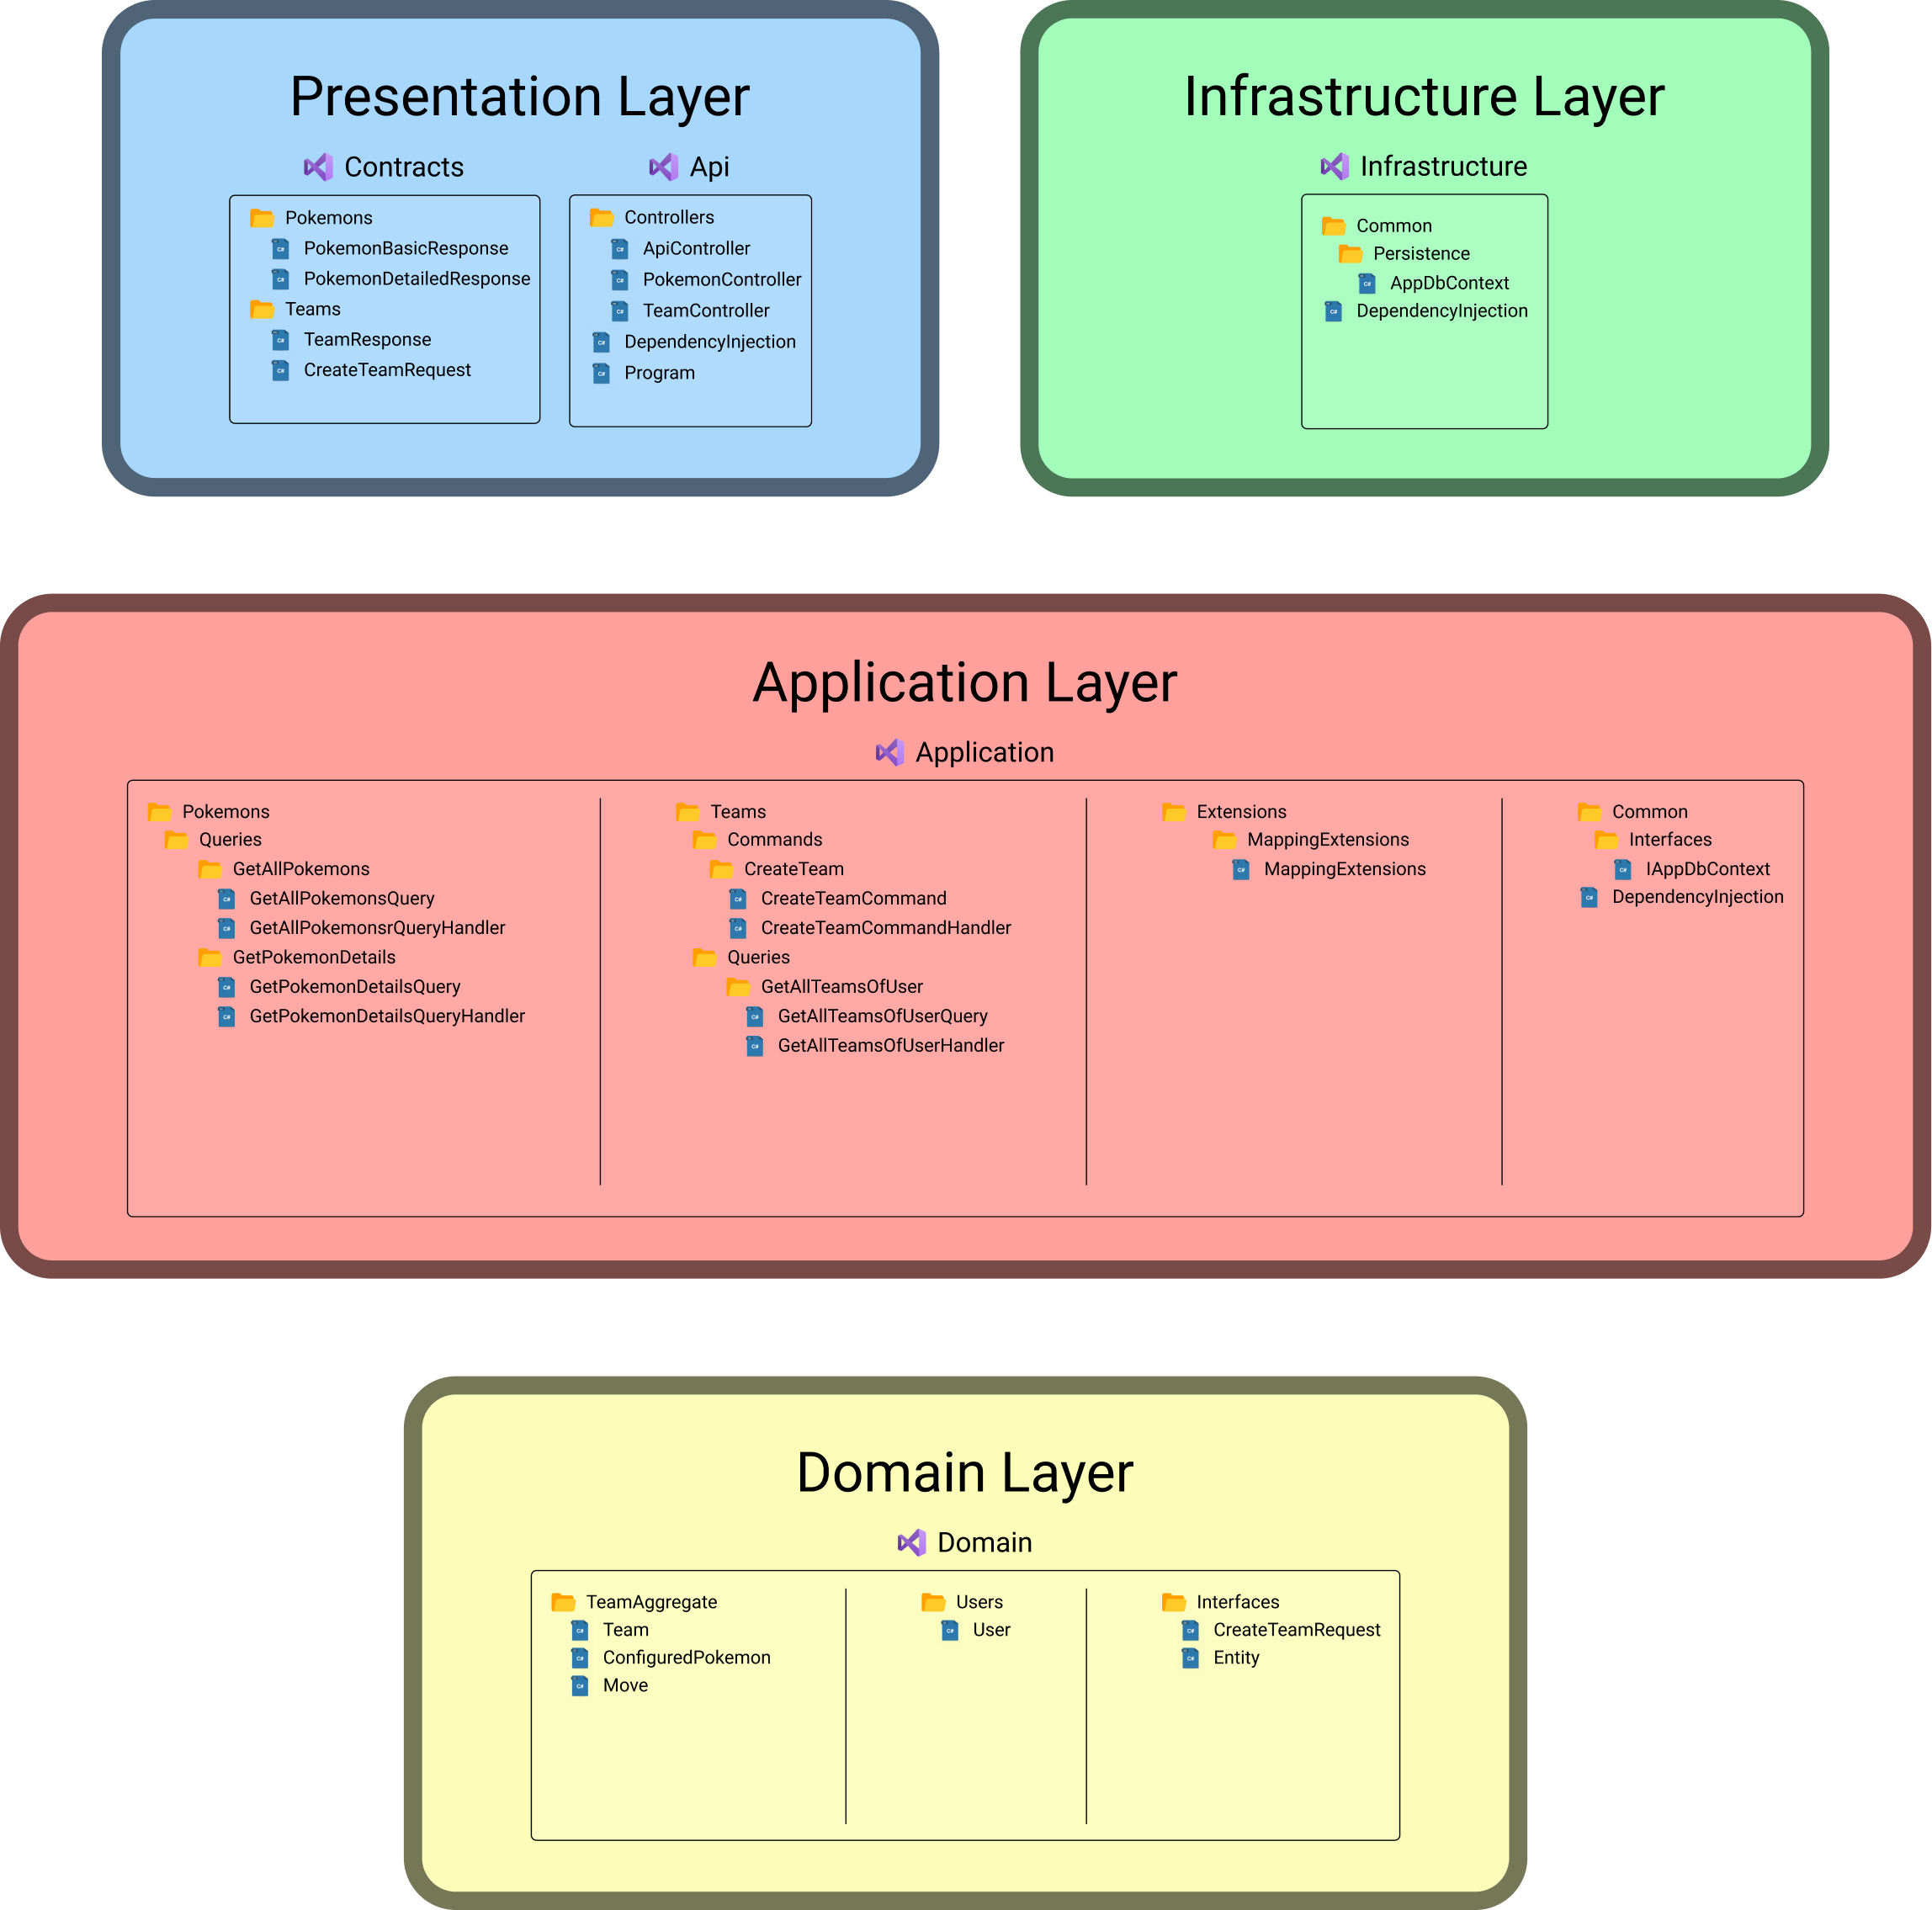 Presentation Layer
Contracts
Pokemons
PokemonBasicResponse
PokemonDetailedResponse
Teams
TeamResponse
CreateTeamRequest
Api
Controllers
ApiController
PokemonController
TeamController
DependencyInjection
Program
Infrastructure Layer
Infrastructure
Common
Persistence
AppDbContext
DependencyInjection
Application Layer
Application
Pokemons
Queries
GetAllPokemons
GetAllPokemonsQuery
GetAllPokemonsrQueryHandler
GetPokemonDetails
GetPokemonDetailsQuery
GetPokemonDetailsQueryHandler
Teams
Commands
CreateTeam
CreateTeamCommand
CreateTeamCommandHandler
Queries
GetAllTeamsOfUser
GetAllTeamsOfUserQuery
GetAllTeamsOfUserHandler
Extensions
MappingExtensions
MappingExtensions
Common
Interfaces
IAppDbContext
DependencyInjection
Domain Layer
Domain
TeamAggregate
Team
ConfiguredPokemon
Move
Users
User
Interfaces
CreateTeamRequest
Entity